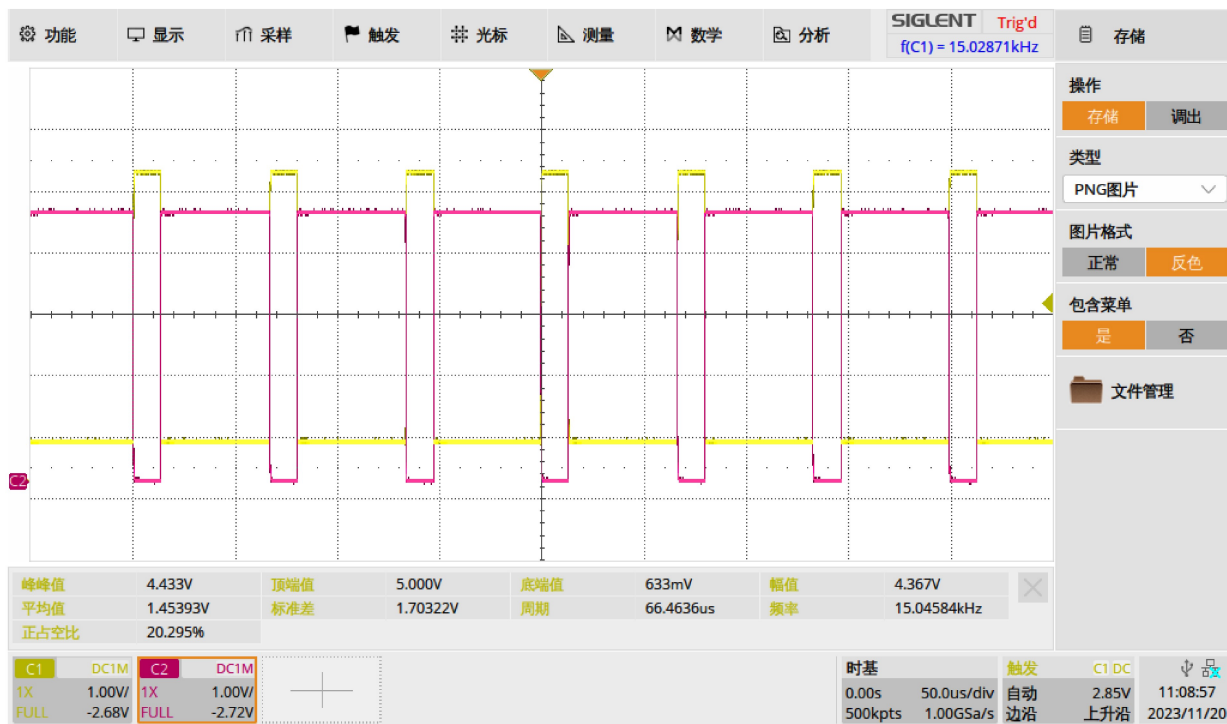 功能 显示 采样 触发 光标 测量 数学 分析 SIGLENT Trig'd 存储
f(C1) = 15.02871kHz
操作
存储 调出
类型
PNG图片
图片格式
正常 反色
包含菜单
是 否
文件管理
C2
峰峰值 4.433V 顶端值 5.000V 底端值 633mV 幅值 4.367V
平均值 1.45393V 标准差 1.70322V 周期 66.4636us 频率 15.04584kHz
正占空比 20.295%
C1 DC1M C2 DC1M 时基 触发 C1 DC
1X 1.00V/ 1X 1.00V/ 0.00s 50.0us/div 自动 2.85V 11:08:57
FULL -2.68V FULL -2.72V 500kpts 1.00GSa/s 边沿 上升沿 2023/11/20